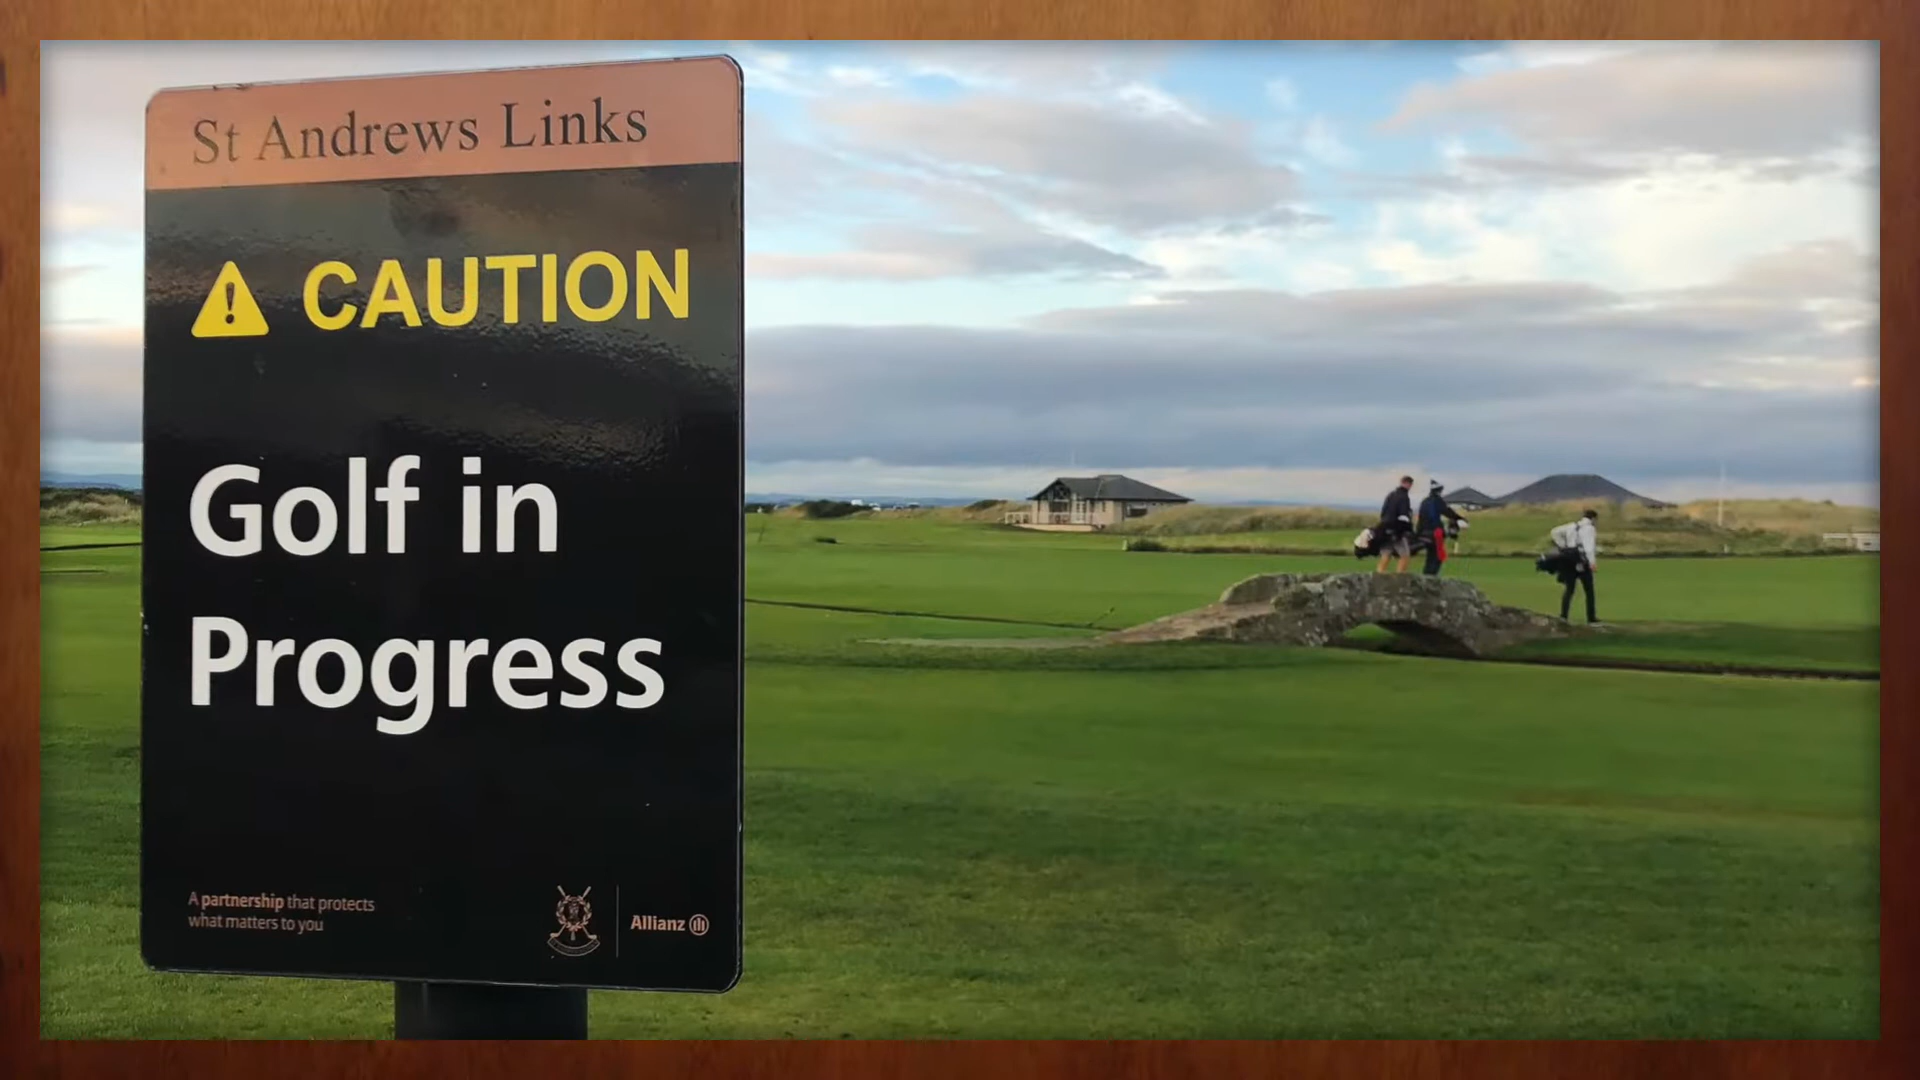 St Andrews Links
CAUTION
Golf in
Progress
A partnership that protects
what matters to you
Allianz